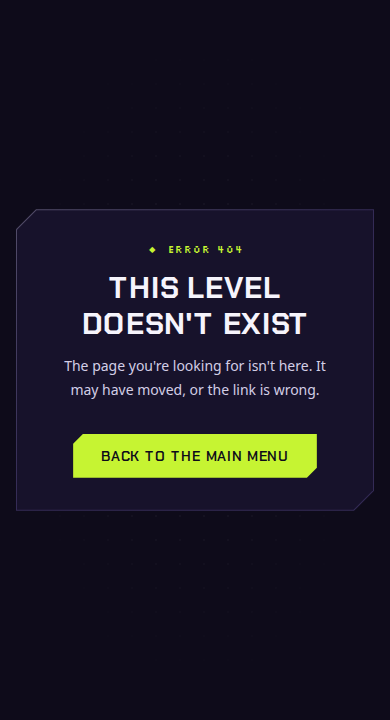 ERROR 404
THIS LEVEL
DOESN'T EXIST
The page you're looking for isn't here. It
may have moved, or the link is wrong.
BACK TO THE MAIN MENU